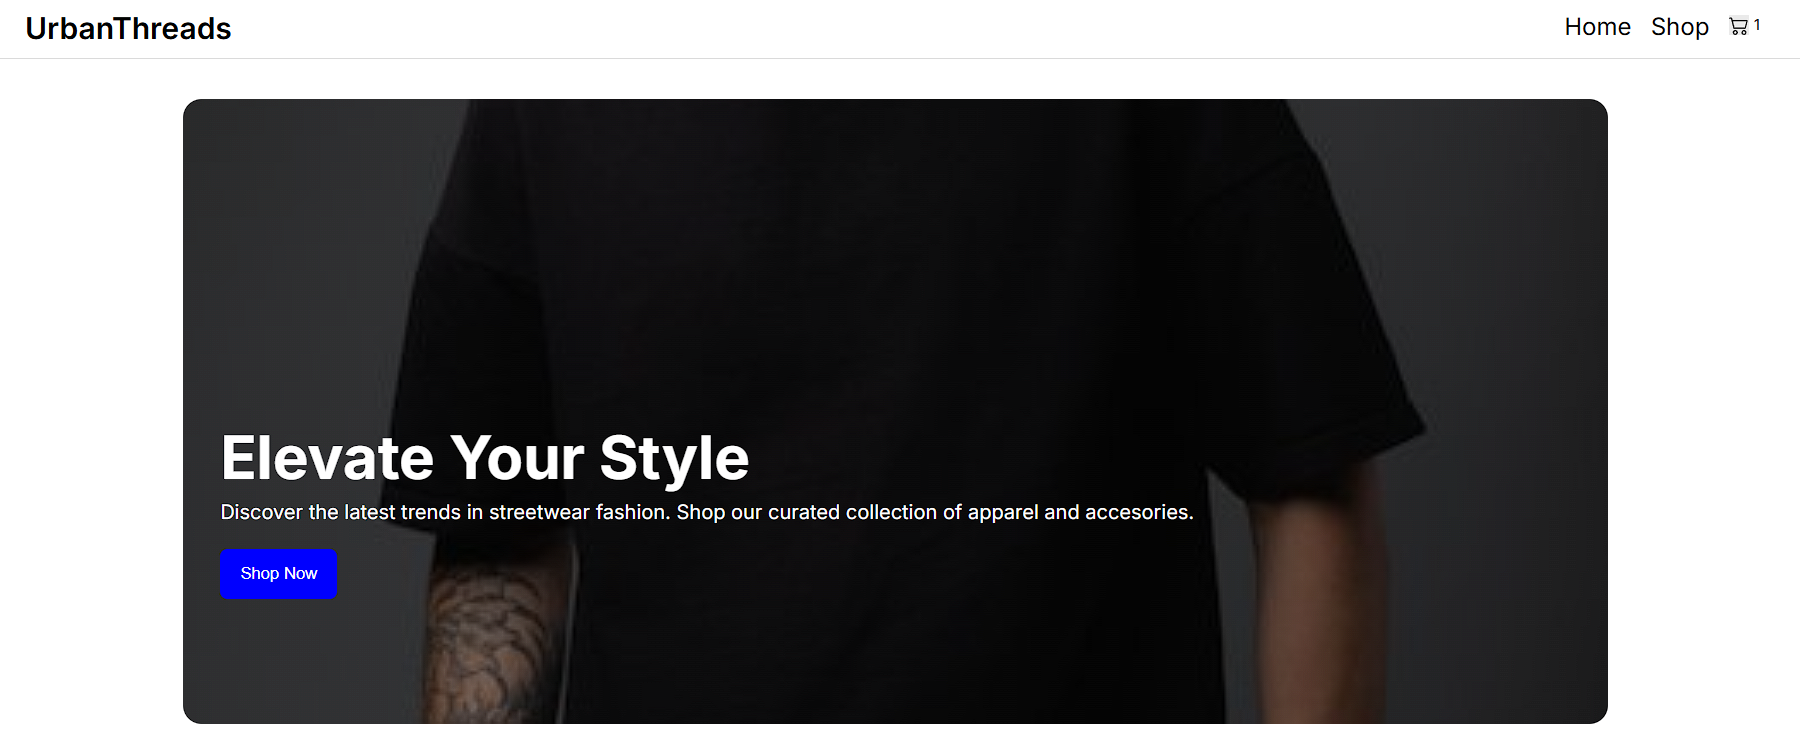 UrbanThreads
Home Shop 1
Elevate Your Style
Discover the latest trends in streetwear fashion. Shop our curated collection of apparel and accesories.
Shop Now